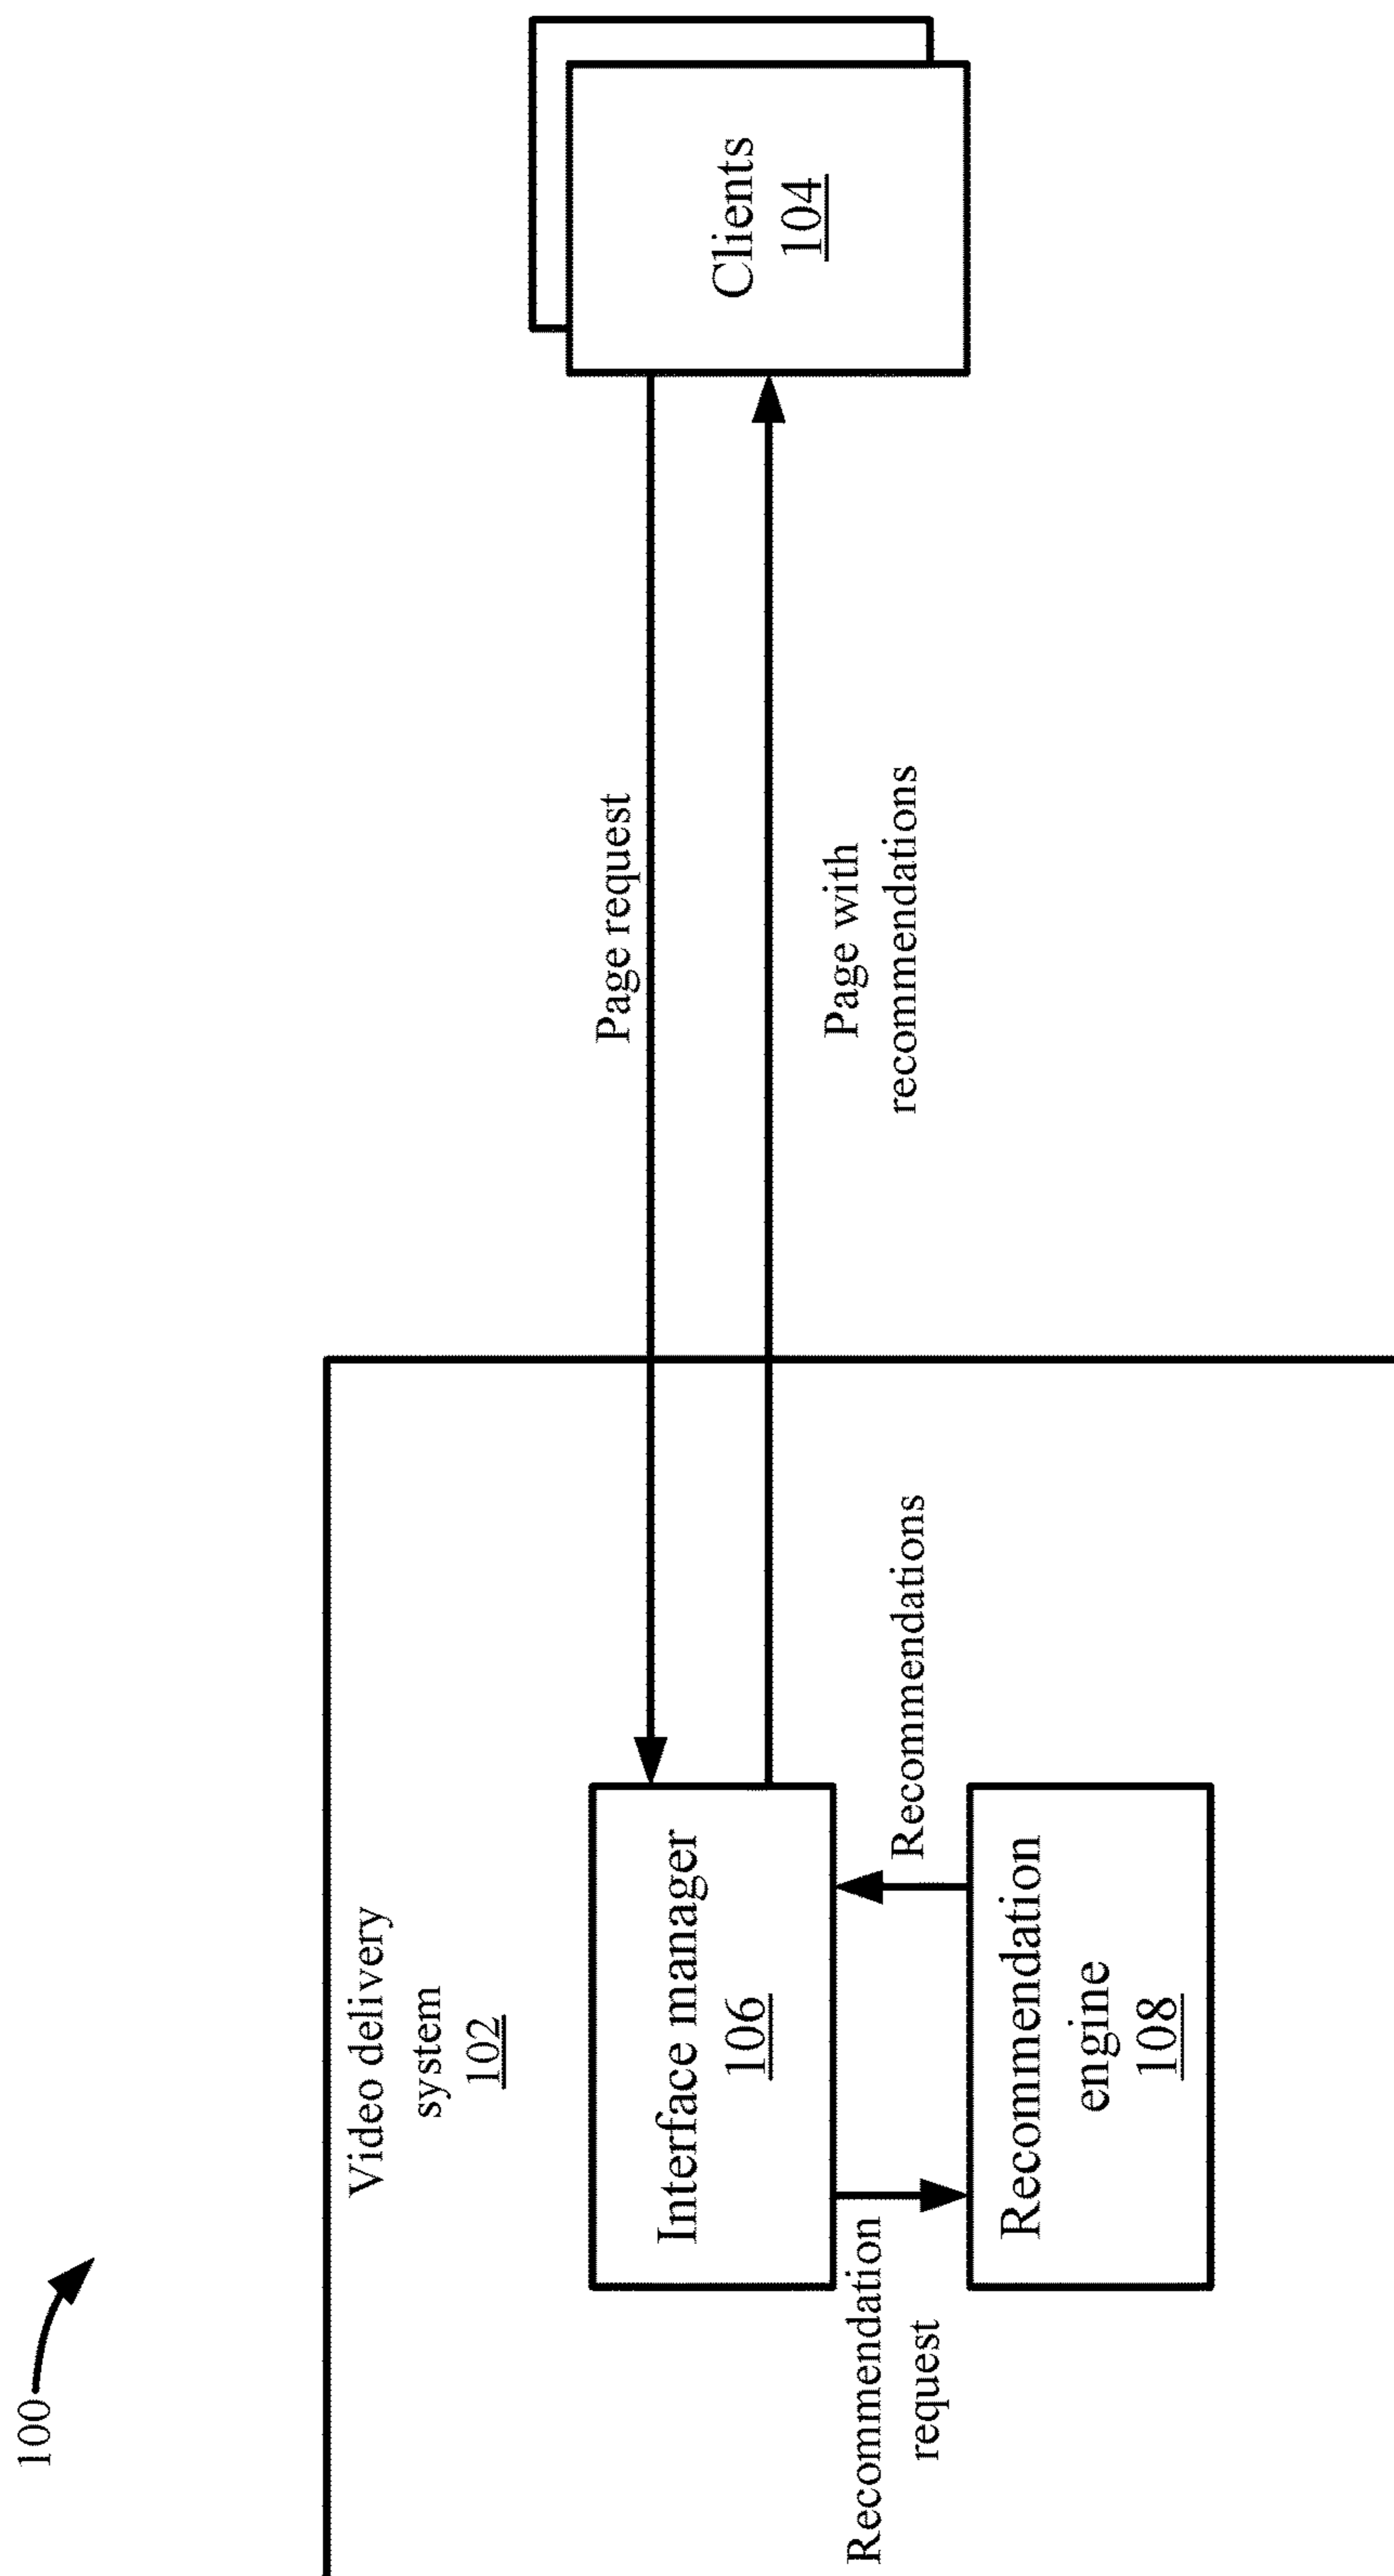 100
Video delivery
system
102
Interface manager
106
Recommendation
request
Recommendations
Recommendation
engine
108
Page request
Page with
recommendations
Clients
104